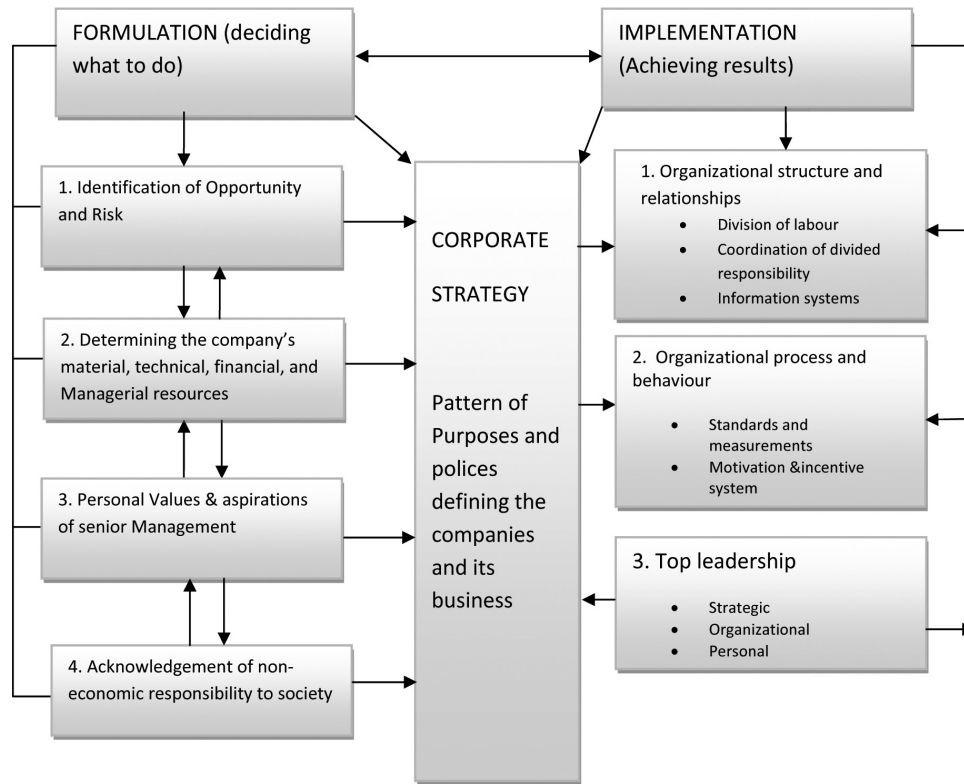 FORMULATION (deciding
what to do)
IMPLEMENTATION
(Achieving results)
1. Identification of Opportunity
and Risk
2. Determining the company’s
material, technical, financial, and
Managerial resources
3. Personal Values & aspirations
of senior Management
4. Acknowledgement of non-
economic responsibility to society
CORPORATE
STRATEGY
Pattern of
Purposes and
polices
defining the
companies
and its
business
1. Organizational structure and
relationships
• Division of labour
• Coordination of divided
responsibility
• Information systems
2. Organizational process and
behaviour
• Standards and
measurements
• Motivation &incentive
system
3. Top leadership
• Strategic
• Organizational
• Personal